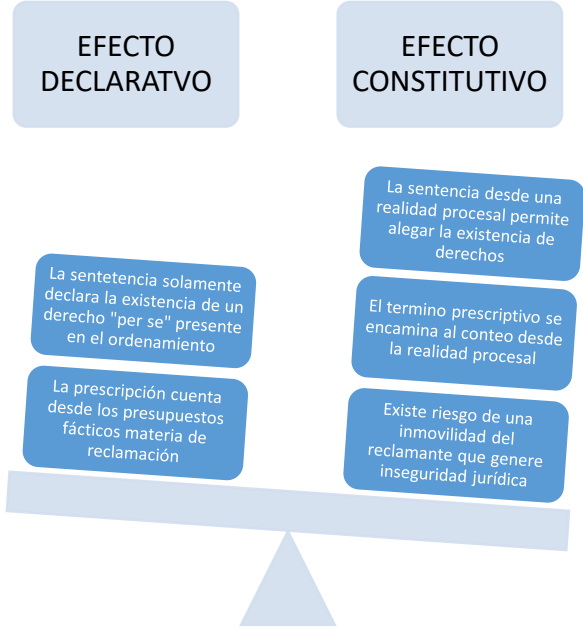 EFECTO
DECLARATVO
EFECTO
CONSTITUTIVO
La sentetencia solamente
declara la existencia de un
derecho "per se" presente
en el ordenamiento
La prescripción cuenta
desde los presupuestos
fácticos materia de
reclamación
La sentencia desde una
realidad procesal permite
alegar la existencia de
derechos
El termino prescriptivo se
encamina al conteo desde
la realidad procesal
Existe riesgo de una
inmovilidad del
reclamante que genere
inseguridad jurídica